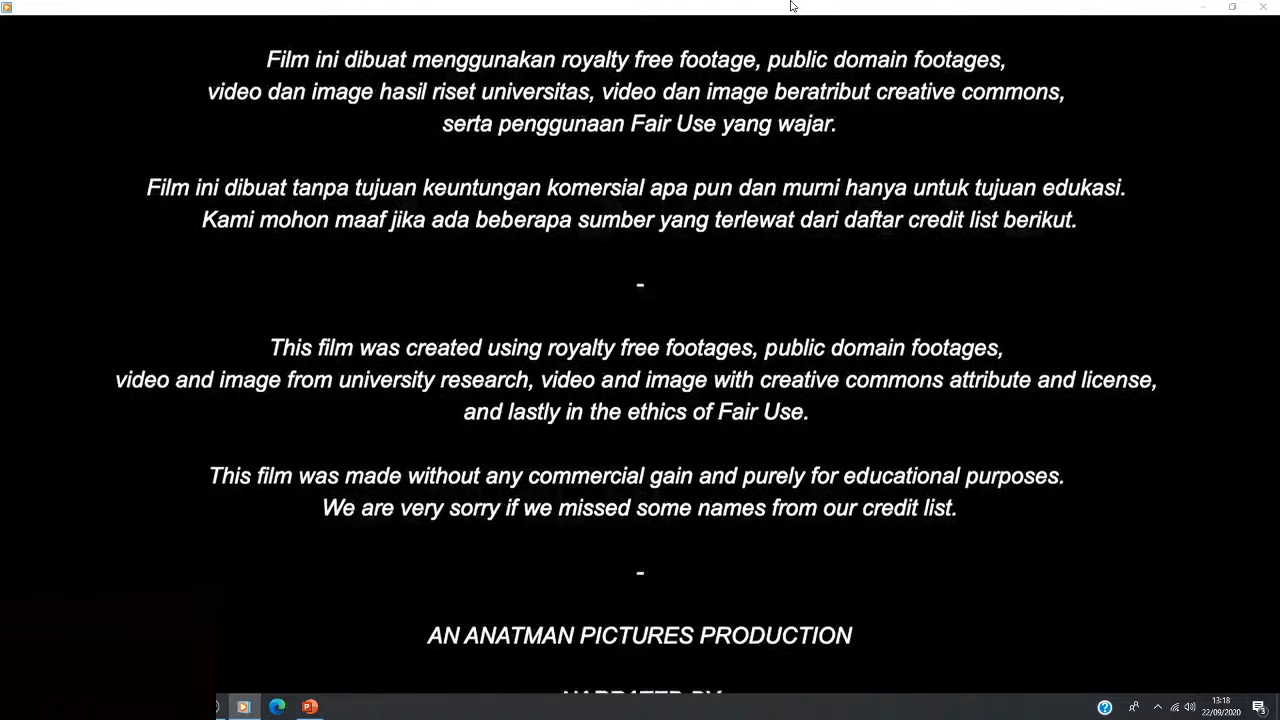 Film ini dibuat menggunakan royalty free footage, public domain footages,
video dan image hasil riset universitas, video dan image beratribut creative commons,
serta penggunaan Fair Use yang wajar.
Film ini dibuat tanpa tujuan keuntungan komersial apa pun dan murni hanya untuk tujuan edukasi.
Kami mohon maaf jika ada beberapa sumber yang terlewat dari daftar credit list berikut.
-
This film was created using royalty free footages, public domain footages,
video and image from university research, video and image with creative commons attribute and license,
and lastly in the ethics of Fair Use.
This film was made without any commercial gain and purely for educational purposes.
We are very sorry if we missed some names from our credit list.
-
AN ANATMAN PICTURES PRODUCTION
NARRATED BY
13:18
22/09/2020
3